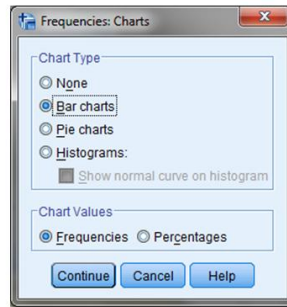 Frequencies: Charts
Chart Type
None
Bar charts
Pie charts
Histograms:
Show normal curve on histogram
Chart Values
Frequencies Percentages
Continue Cancel Help